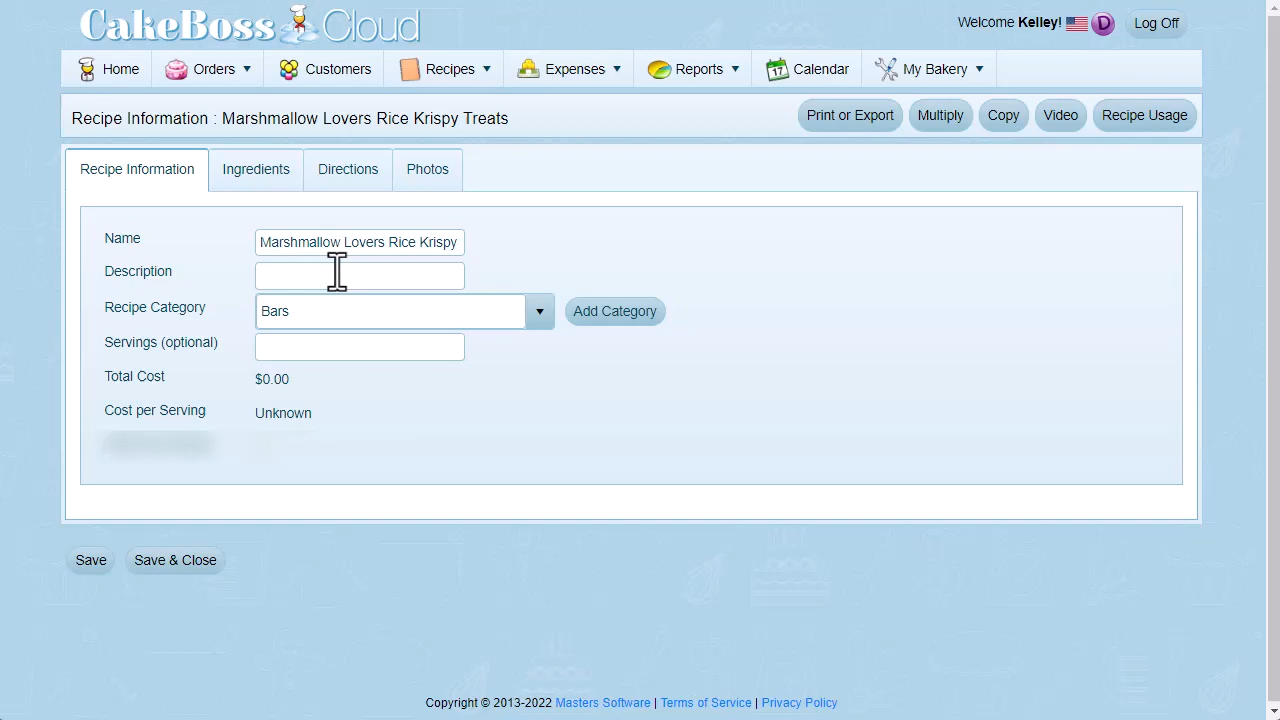 CakeBoss Cloud
Welcome Kelley! D Log Off
Home Orders Customers Recipes Expenses Reports 17 Calendar My Bakery
Recipe Information : Marshmallow Lovers Rice Krispy Treats
Print or Export Multiply Copy Video Recipe Usage
Recipe Information Ingredients Directions Photos
Name Marshmallow Lovers Rice Krispy
Description
Recipe Category Bars Add Category
Servings (optional)
Total Cost $0.00
Cost per Serving Unknown
Save Save & Close
Copyright © 2013-2022 Masters Software | Terms of Service | Privacy Policy